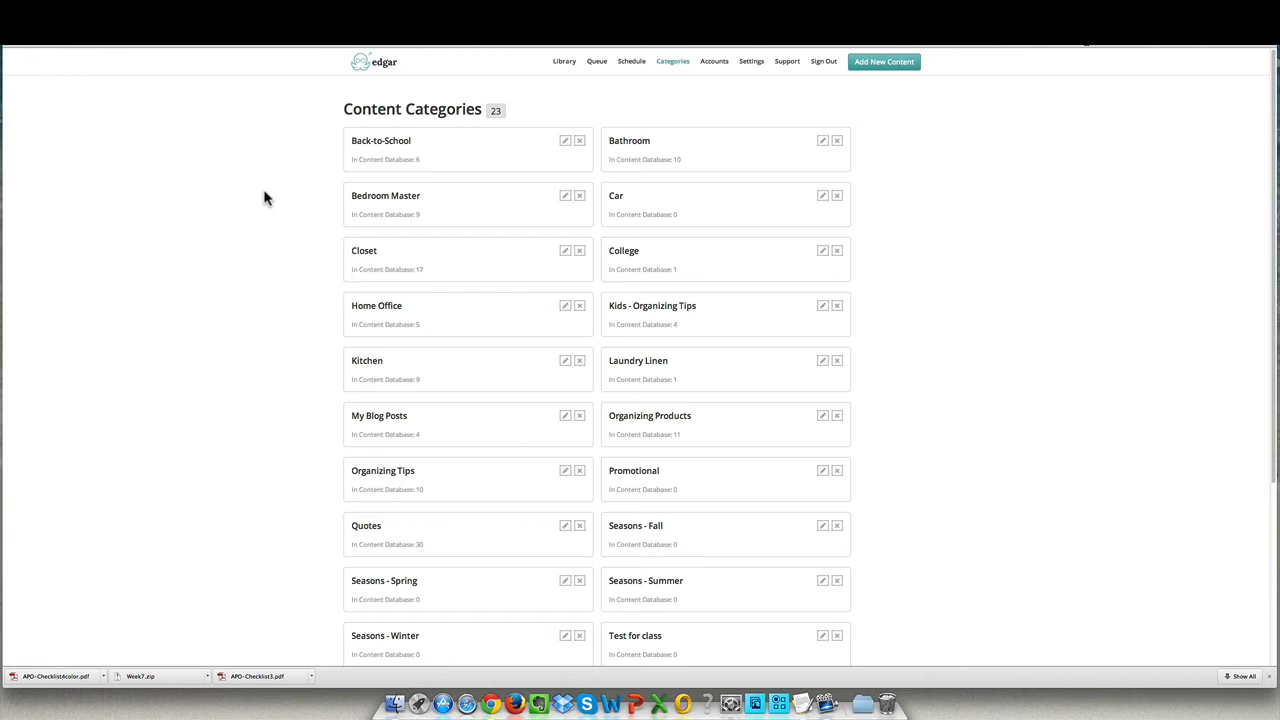 edgar
Library Queue Schedule Categories Accounts Settings Support Sign Out Add New Content
Content Categories 23
Back-to-School
In Content Database: 6
Bathroom
In Content Database: 10
Bedroom Master
In Content Database: 9
Car
In Content Database: 0
Closet
In Content Database: 17
College
In Content Database: 1
Home Office
In Content Database: 5
Kids - Organizing Tips
In Content Database: 4
Kitchen
In Content Database: 9
Laundry Linen
In Content Database: 1
My Blog Posts
In Content Database: 4
Organizing Products
In Content Database: 11
Organizing Tips
In Content Database: 10
Promotional
In Content Database: 0
Quotes
In Content Database: 30
Seasons - Fall
In Content Database: 0
Seasons - Spring
In Content Database: 0
Seasons - Summer
In Content Database: 0
Seasons - Winter
In Content Database: 0
Test for class
In Content Database: 0
APO-Checklist4color.pdf Week7.zip APO-Checklist3.pdf Show All